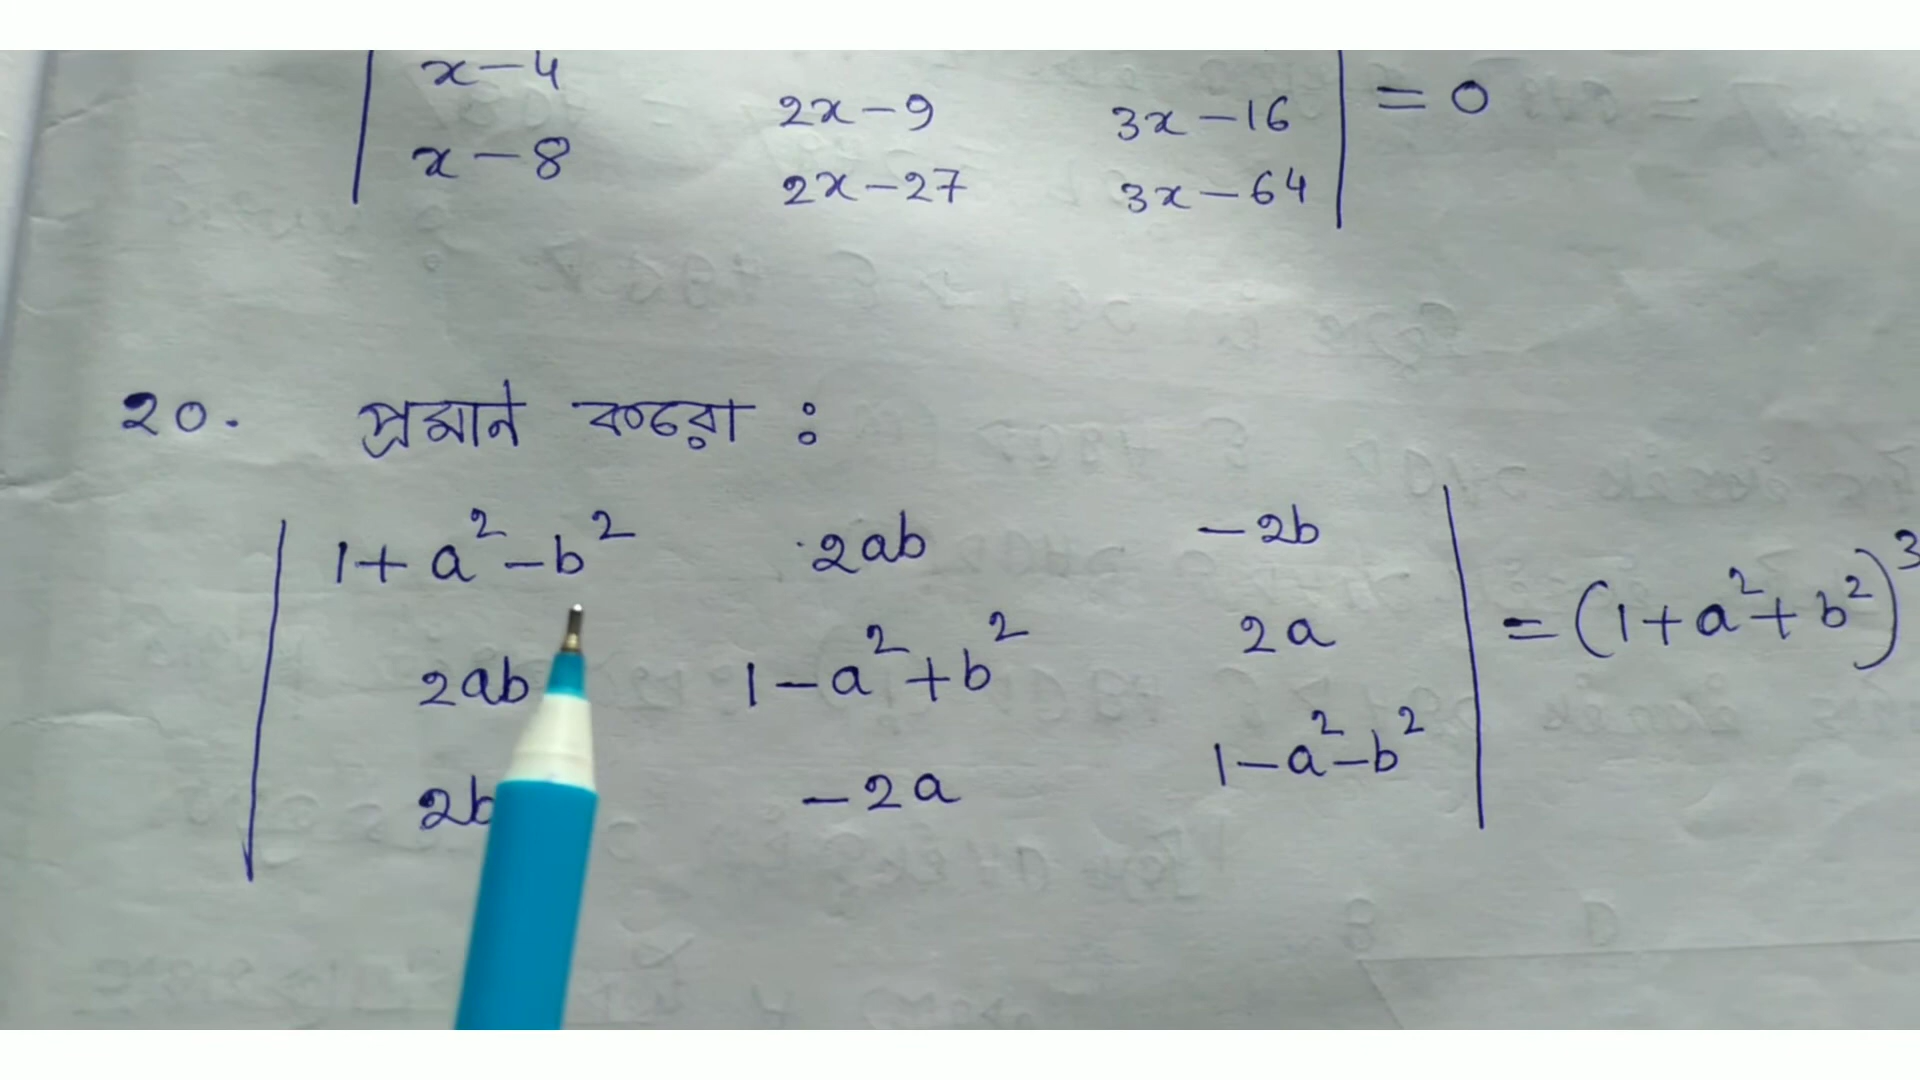 x-4 2x-9 3x-16 = 0
x-8 2x-27 3x-64
20. প্রমান করো :
1+a²-b² 2ab -2b
2ab 1-a²+b² 2a = (1+a²+b²)³
2b -2a 1-a²-b²